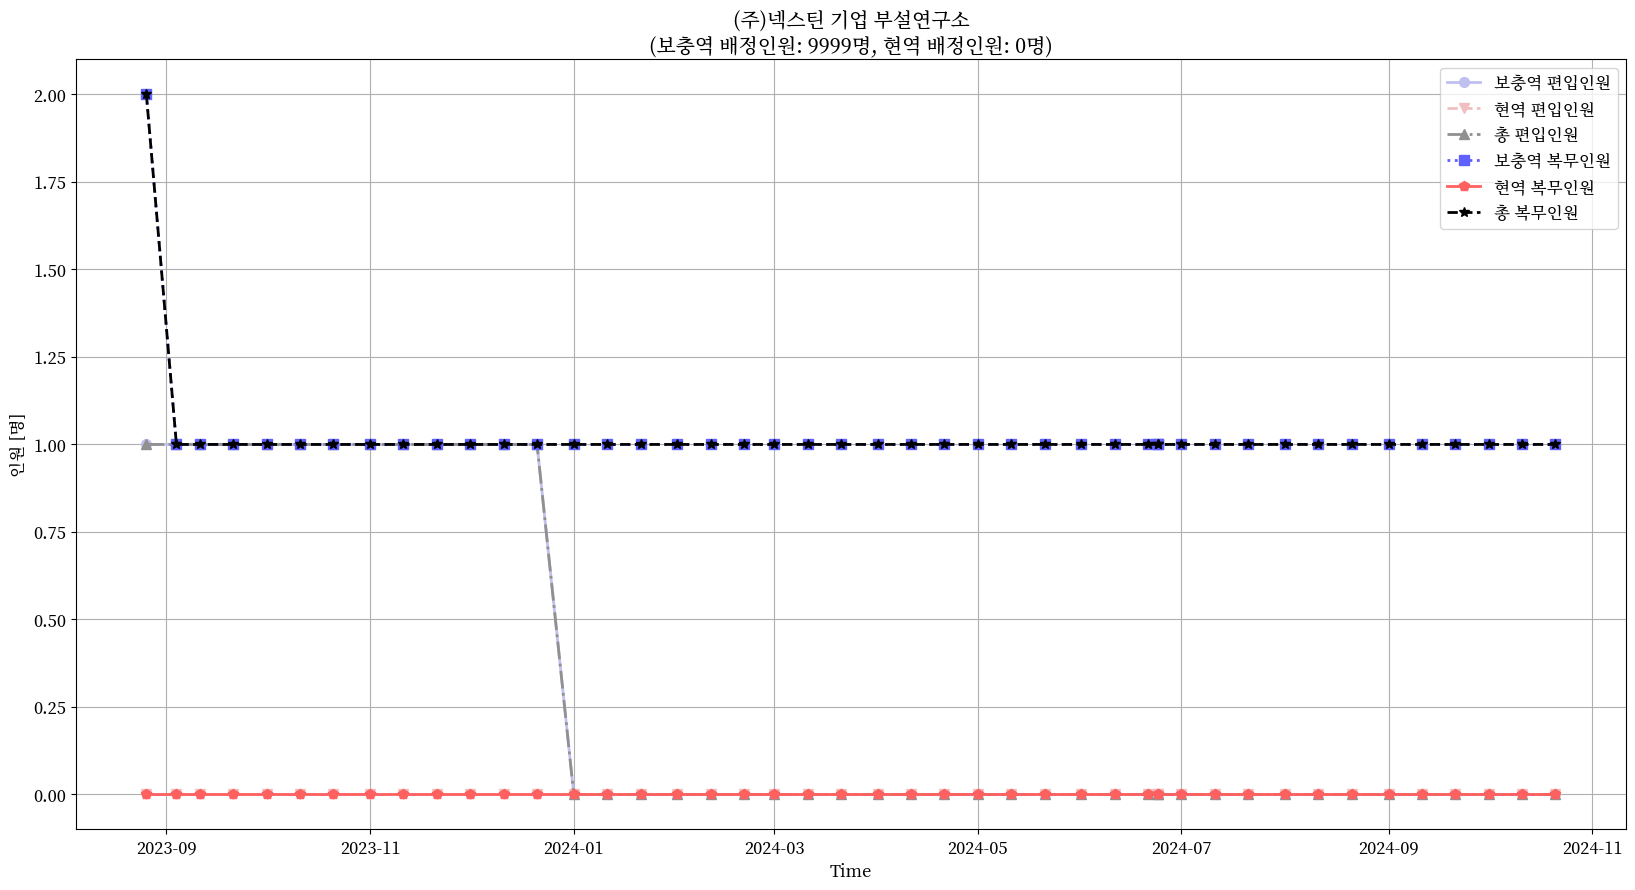 (주)넥스틴 기업 부설연구소
(보충역 배정인원: 9999명, 현역 배정인원: 0명)
보충역 편입인원
현역 편입인원
총 편입인원
보충역 복무인원
현역 복무인원
총 복무인원
2.00
1.75
1.50
1.25
1.00
0.75
0.50
0.25
0.00
인원 [명]
2023-09
2023-11
2024-01
2024-03
2024-05
2024-07
2024-09
2024-11
Time